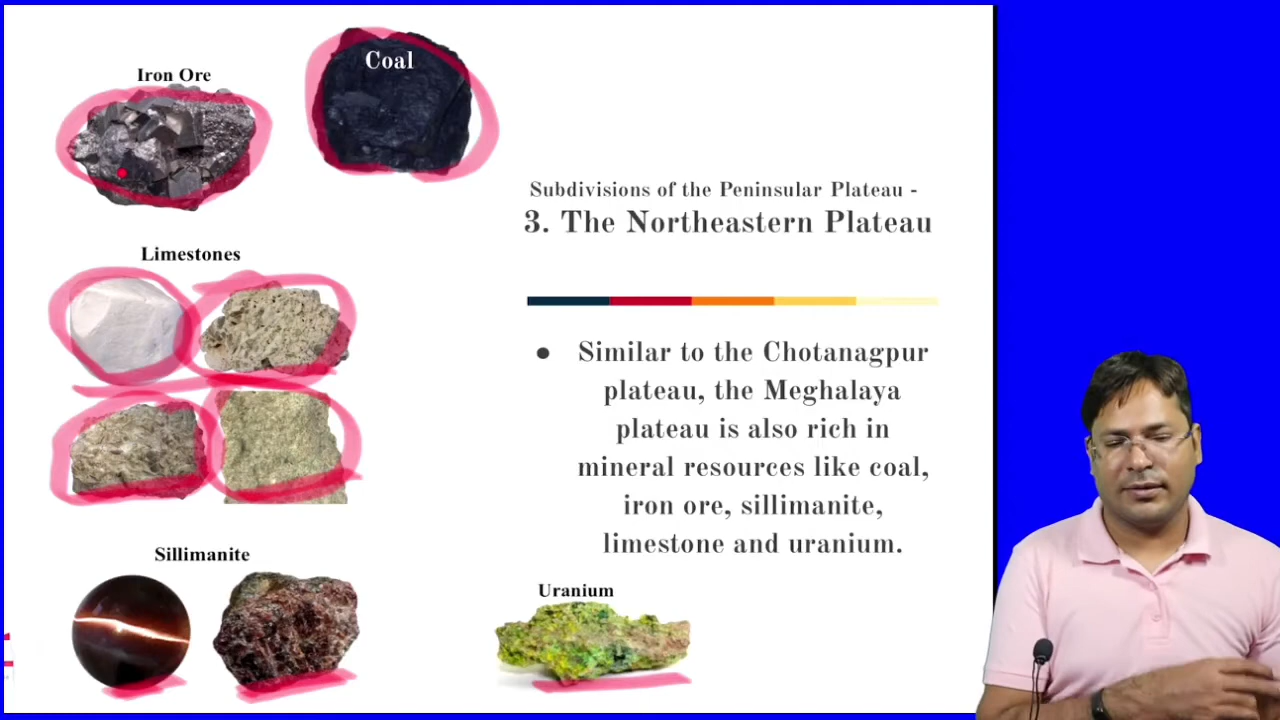 Coal
Iron Ore
Subdivisions of the Peninsular Plateau -
3. The Northeastern Plateau
Limestones
● Similar to the Chotanagpur
plateau, the Meghalaya
plateau is also rich in
mineral resources like coal,
iron ore, sillimanite,
limestone and uranium.
Sillimanite
Uranium